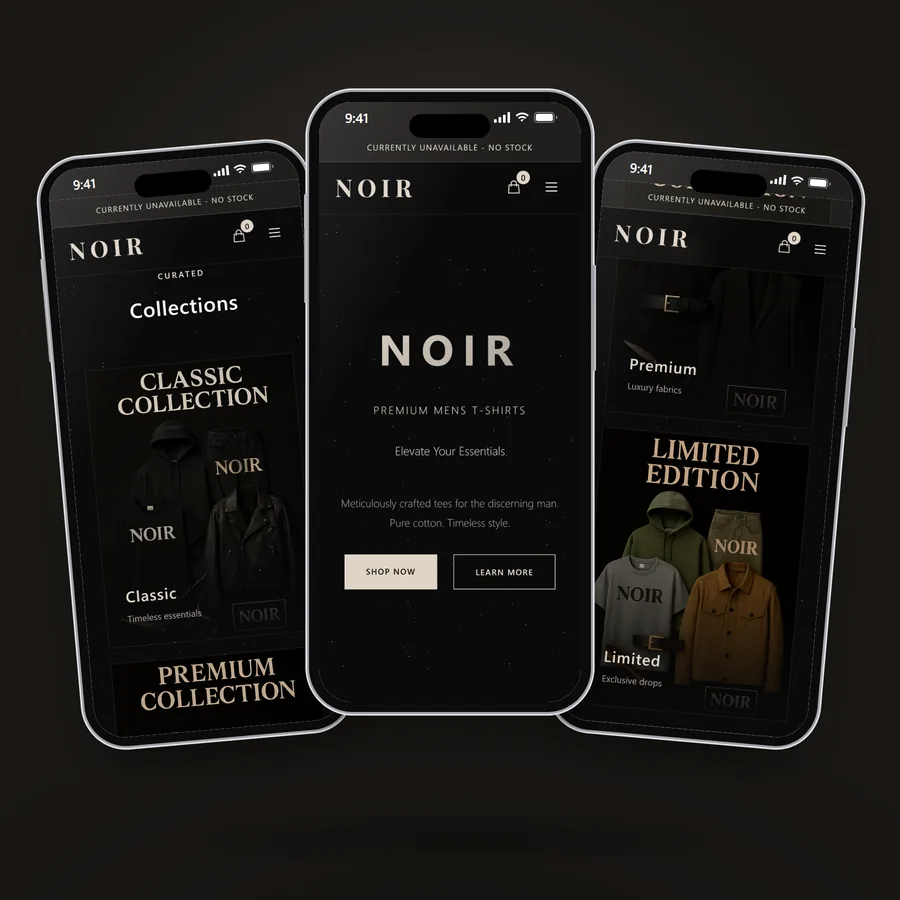 9:41
CURRENTLY UNAVAILABLE - NO STOCK
NOIR
0
CURATED
Collections
CLASSIC
COLLECTION
NOIR
NOIR
Classic
Timeless essentials
NOIR
PREMIUM
COLLECTION
9:41
CURRENTLY UNAVAILABLE - NO STOCK
NOIR
0
NOIR
PREMIUM MENS T-SHIRTS
Elevate Your Essentials.
Meticulously crafted tees for the discerning man.
Pure cotton. Timeless style.
SHOP NOW
LEARN MORE
9:41
CURRENTLY UNAVAILABLE - NO STOCK
NOIR
0
Premium
Luxury fabrics
NOIR
LIMITED
EDITION
NOIR
NOIR
Limited
Exclusive drops
NOIR